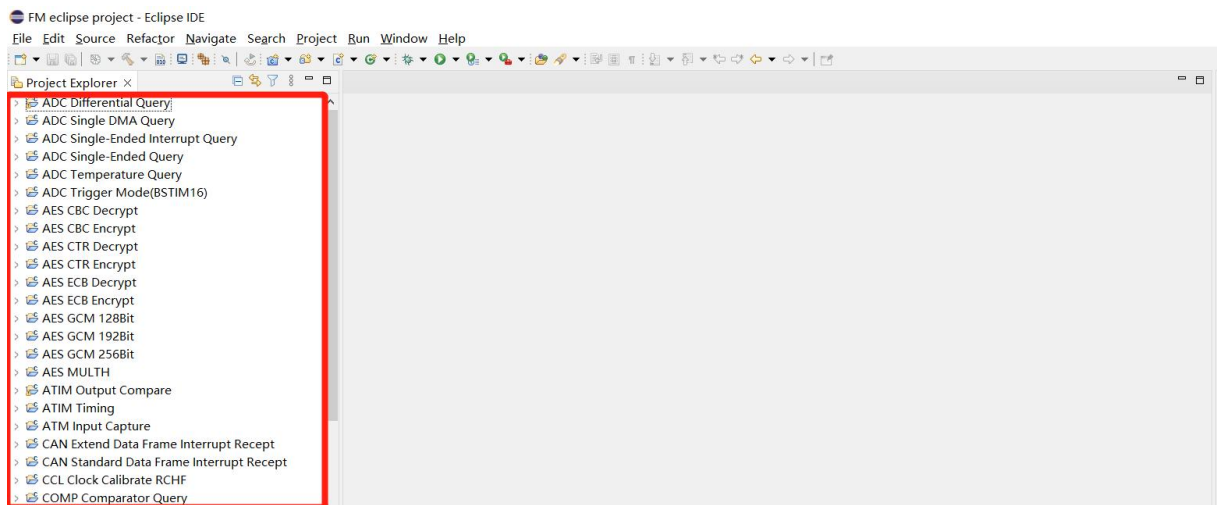 FM eclipse project - Eclipse IDE
File Edit Source Refactor Navigate Search Project Run Window Help
Project Explorer
ADC Differential Query
ADC Single DMA Query
ADC Single-Ended Interrupt Query
ADC Single-Ended Query
ADC Temperature Query
ADC Trigger Mode(BSTIM16)
AES CBC Decrypt
AES CBC Encrypt
AES CTR Decrypt
AES CTR Encrypt
AES ECB Decrypt
AES ECB Encrypt
AES GCM 128Bit
AES GCM 192Bit
AES GCM 256Bit
AES MULTH
ATIM Output Compare
ATIM Timing
ATM Input Capture
CAN Extend Data Frame Interrupt Recept
CAN Standard Data Frame Interrupt Recept
CCL Clock Calibrate RCHF
COMP Comparator Query